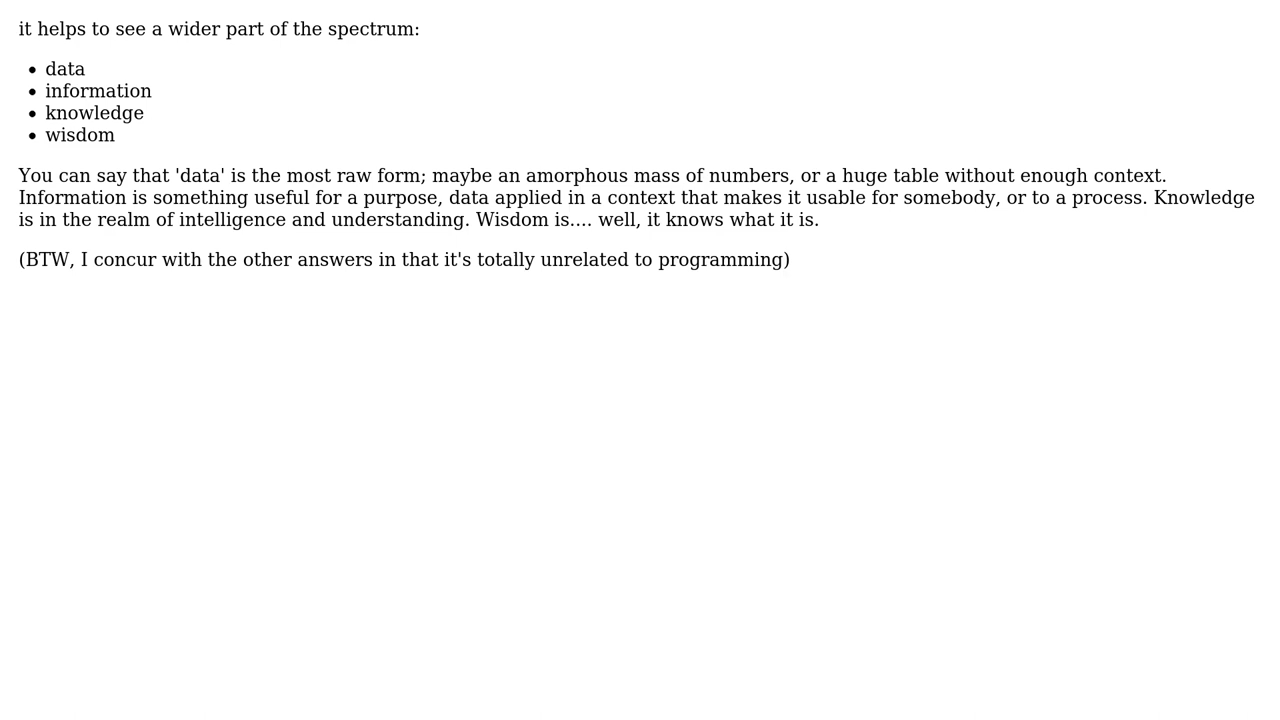 it helps to see a wider part of the spectrum:
• data
• information
• knowledge
• wisdom
You can say that 'data' is the most raw form; maybe an amorphous mass of numbers, or a huge table without enough context.
Information is something useful for a purpose, data applied in a context that makes it usable for somebody, or to a process. Knowledge
is in the realm of intelligence and understanding. Wisdom is.... well, it knows what it is.
(BTW, I concur with the other answers in that it's totally unrelated to programming)